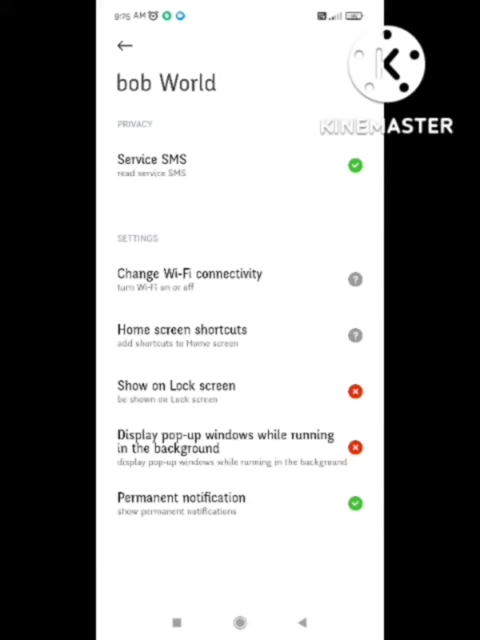 9:25 AM
bob World
KINEMASTER
PRIVACY
Service SMS
read service SMS
SETTINGS
Change Wi-Fi connectivity
turn Wi-Fi on or off
Home screen shortcuts
add shortcuts to Home screen
Show on Lock screen
be shown on Lock screen
Display pop-up windows while running
in the background
display pop-up windows while running in the background
Permanent notification
show permanent notifications